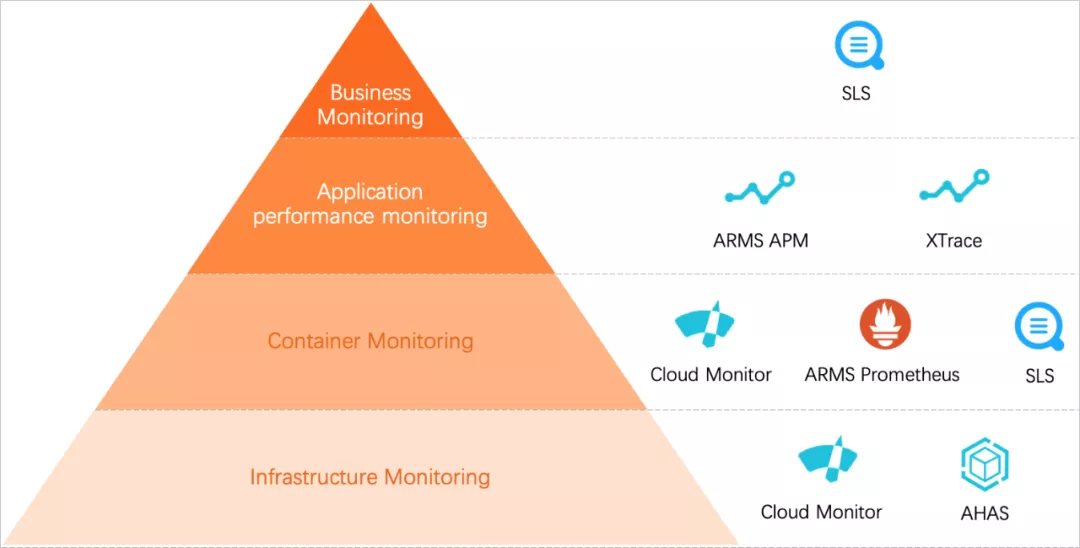 Business
Monitoring
SLS
Application
performance monitoring
ARMS APM
XTrace
Container Monitoring
Cloud Monitor
ARMS Prometheus
SLS
Infrastructure Monitoring
Cloud Monitor
AHAS